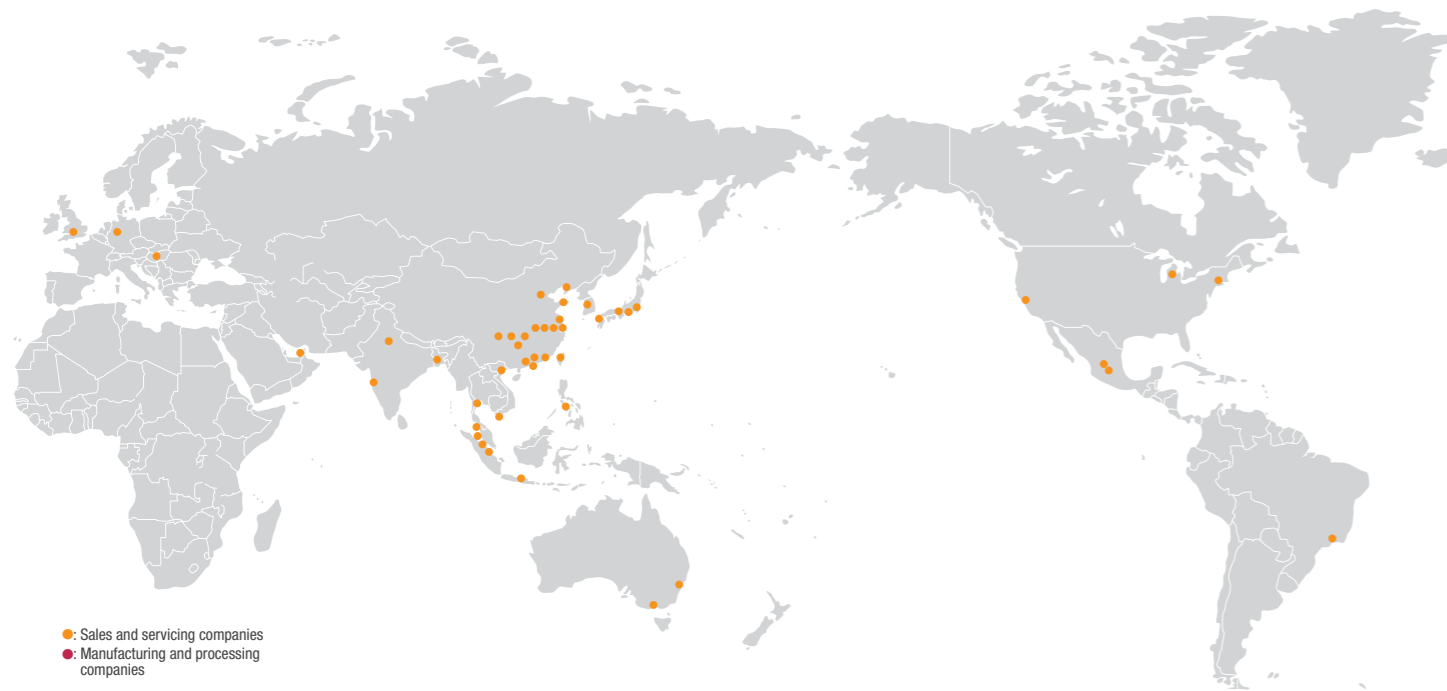 : Sales and servicing companies
: Manufacturing and processing
companies